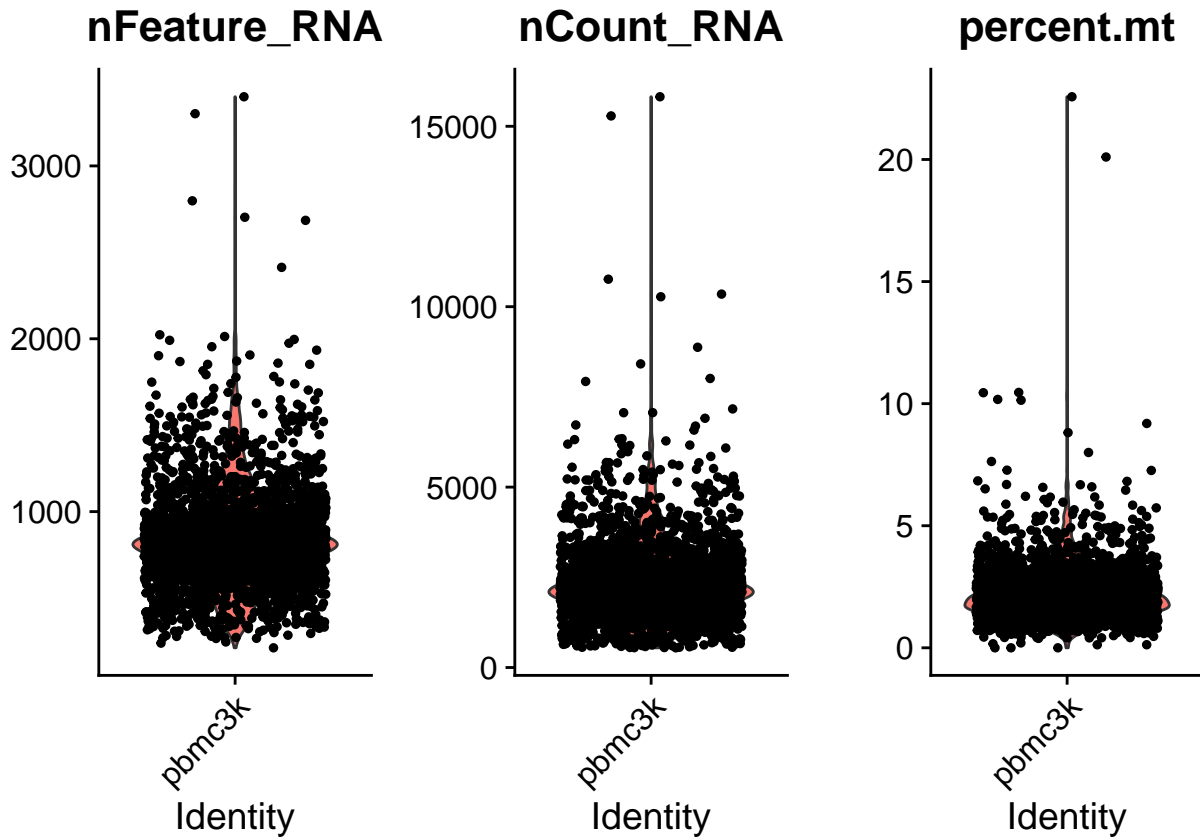 nFeature_RNA
3000
2000
1000
pbmc3k
Identity
nCount_RNA
15000
10000
5000
0
pbmc3k
Identity
percent.mt
20
15
10
5
0
pbmc3k
Identity